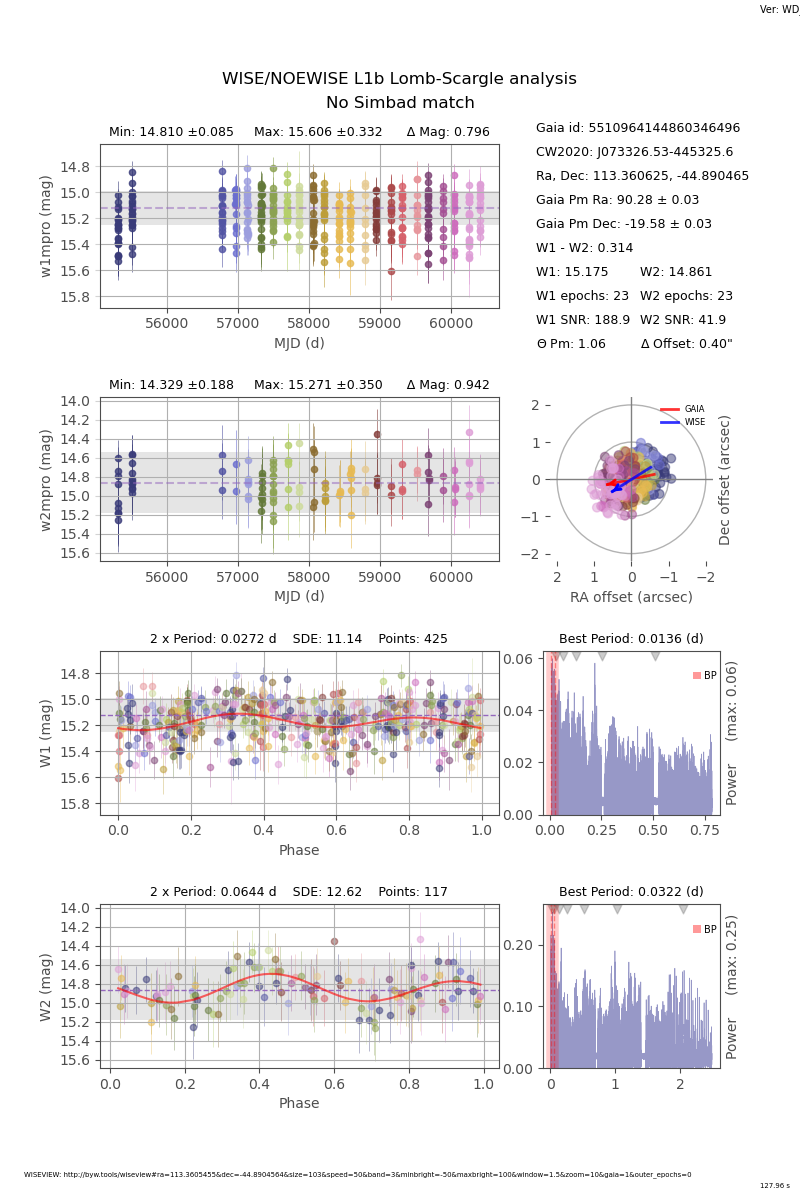 Ver: WD_
WISE/NOEWISE L1b Lomb-Scargle analysis
No Simbad match
Min: 14.810 ±0.085 Max: 15.606 ±0.332 Δ Mag: 0.796
14.8
15.0
15.2
15.4
15.6
15.8
w1mpro (mag)
56000 57000 58000 59000 60000
MJD (d)
Gaia id: 5510964144860346496
CW2020: J073326.53-445325.6
Ra, Dec: 113.360625, -44.890465
Gaia Pm Ra: 90.28 ± 0.03
Gaia Pm Dec: -19.58 ± 0.03
W1 - W2: 0.314
W1: 15.175 W2: 14.861
W1 epochs: 23 W2 epochs: 23
W1 SNR: 188.9 W2 SNR: 41.9
Θ Pm: 1.06 Δ Offset: 0.40"
Min: 14.329 ±0.188 Max: 15.271 ±0.350 Δ Mag: 0.942
14.0
14.2
14.4
14.6
14.8
15.0
15.2
15.4
15.6
w2mpro (mag)
56000 57000 58000 59000 60000
MJD (d)
GAIA
WISE
2
1
0
−1
−2
Dec offset (arcsec)
2 1 0 −1 −2
RA offset (arcsec)
2 x Period: 0.0272 d SDE: 11.14 Points: 425
14.8
15.0
15.2
15.4
15.6
15.8
W1 (mag)
0.0 0.2 0.4 0.6 0.8 1.0
Phase
Best Period: 0.0136 (d)
BP
0.06
0.04
0.02
0.00
Power (max: 0.06)
0.00 0.25 0.50 0.75
2 x Period: 0.0644 d SDE: 12.62 Points: 117
14.0
14.2
14.4
14.6
14.8
15.0
15.2
15.4
15.6
W2 (mag)
0.0 0.2 0.4 0.6 0.8 1.0
Phase
Best Period: 0.0322 (d)
BP
0.20
0.10
0.00
Power (max: 0.25)
0 1 2
WISEVIEW: http://byw.tools/wiseview#ra=113.3605455&dec=-44.8904564&size=103&speed=50&band=3&minbright=-50&maxbright=100&window=1.5&zoom=10&gaia=1&outer_epochs=0
127.96 s